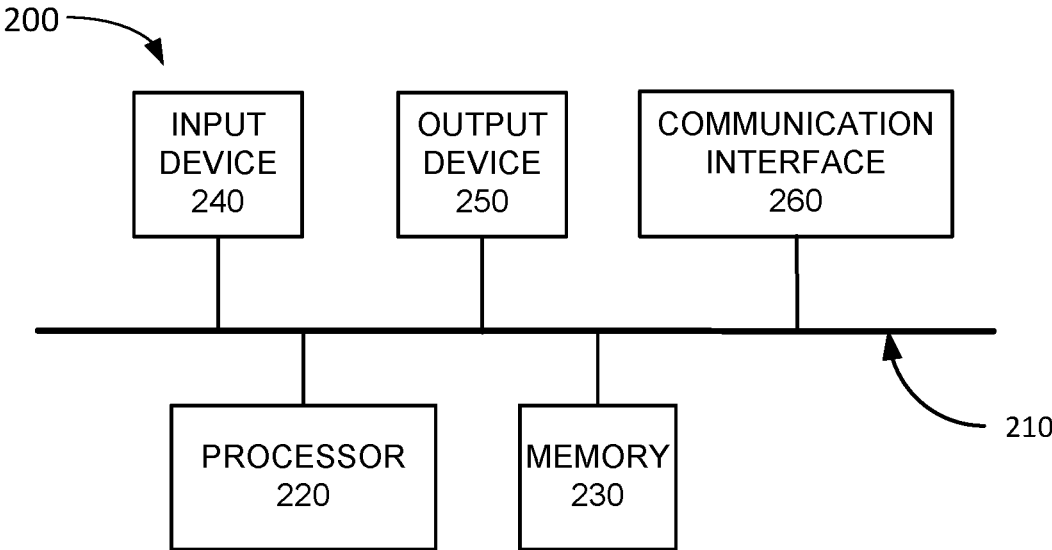 200
INPUT
DEVICE
240
OUTPUT
DEVICE
250
COMMUNICATION
INTERFACE
260
PROCESSOR
220
MEMORY
230
210